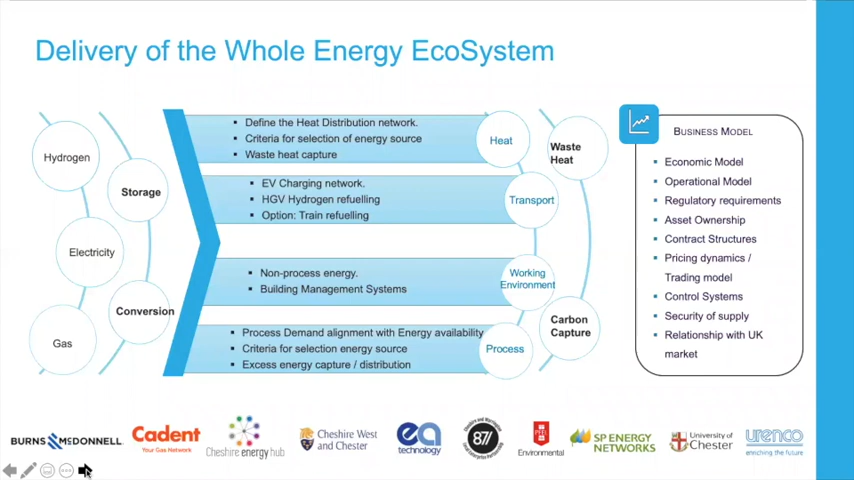 Delivery of the Whole Energy EcoSystem
Hydrogen
Storage
Electricity
Conversion
Gas
▪ Define the Heat Distribution network.
▪ Criteria for selection of energy source
▪ Waste heat capture
Heat
▪ EV Charging network.
▪ HGV Hydrogen refuelling
▪ Option: Train refuelling
Transport
▪ Non-process energy.
▪ Building Management Systems
Working
Environment
▪ Process Demand alignment with Energy availability
▪ Criteria for selection energy source
▪ Excess energy capture / distribution
Process
Waste
Heat
Carbon
Capture
BUSINESS MODEL
▪ Economic Model
▪ Operational Model
▪ Regulatory requirements
▪ Asset Ownership
▪ Contract Structures
▪ Pricing dynamics /
Trading model
▪ Control Systems
▪ Security of supply
▪ Relationship with UK
market
BURNS McDONNELL.
Cadent
Your Gas Network
Cheshire energy hub
Cheshire West
and Chester
ea
technology
871
Environmental
SP ENERGY
NETWORKS
University of
Chester
urenco
enriching the future